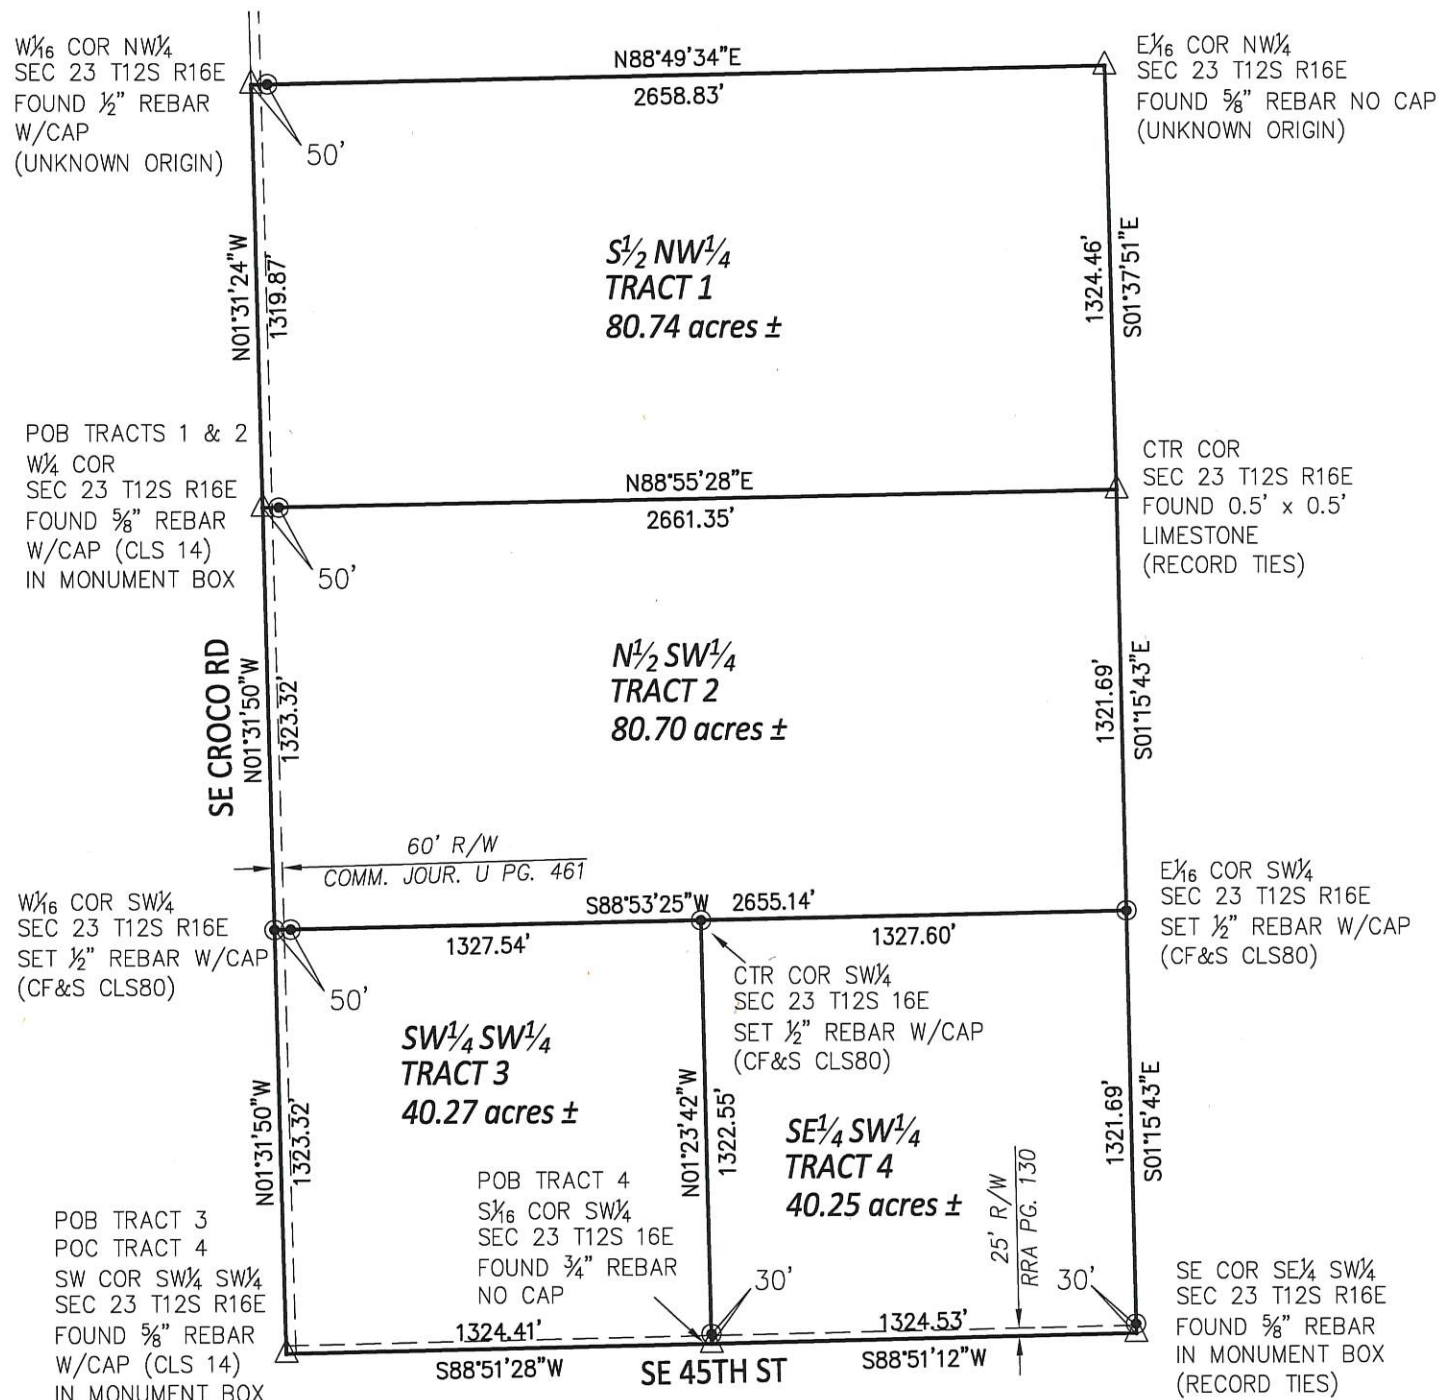 W1/16 COR NW1/4
SEC 23 T12S R16E
FOUND 1/2" REBAR
W/CAP
(UNKNOWN ORIGIN)
50'
N88°49'34"E
2658.83'
E1/16 COR NW1/4
SEC 23 T12S R16E
FOUND 5/8" REBAR NO CAP
(UNKNOWN ORIGIN)
N01°31'24"W
1319.87'
S1/2 NW1/4
TRACT 1
80.74 acres ±
1324.46'
S01°37'51"E
POB TRACTS 1 & 2
W1/4 COR
SEC 23 T12S R16E
FOUND 5/8" REBAR
W/CAP (CLS 14)
IN MONUMENT BOX
50'
N88°55'28"E
2661.35'
CTR COR
SEC 23 T12S R16E
FOUND 0.5' x 0.5'
LIMESTONE
(RECORD TIES)
SE CROCO RD
N01°31'50"W
1323.32'
N1/2 SW1/4
TRACT 2
80.70 acres ±
1321.69'
S01°15'43"E
60' R/W
COMM. JOUR. U PG. 461
W1/16 COR SW1/4
SEC 23 T12S R16E
SET 1/2" REBAR W/CAP
(CF&S CLS80)
50'
S88°53'25"W 2655.14'
1327.54'
1327.60'
E1/16 COR SW1/4
SEC 23 T12S R16E
SET 1/2" REBAR W/CAP
(CF&S CLS80)
CTR COR SW1/4
SEC 23 T12S 16E
SET 1/2" REBAR W/CAP
(CF&S CLS80)
N01°31'50"W
1323.32'
SW1/4 SW1/4
TRACT 3
40.27 acres ±
N01°23'42"W
1322.55'
SE1/4 SW1/4
TRACT 4
40.25 acres ±
25' R/W
RRA PG. 130
1321.69'
S01°15'43"E
POB TRACT 4
S1/16 COR SW1/4
SEC 23 T12S 16E
FOUND 3/4" REBAR
NO CAP
30'
30'
POB TRACT 3
POC TRACT 4
SW COR SW1/4 SW1/4
SEC 23 T12S R16E
FOUND 5/8" REBAR
W/CAP (CLS 14)
IN MONUMENT BOX
1324.41'
S88°51'28"W
SE 45TH ST
1324.53'
S88°51'12"W
SE COR SE1/4 SW1/4
SEC 23 T12S R16E
FOUND 5/8" REBAR
IN MONUMENT BOX
(RECORD TIES)